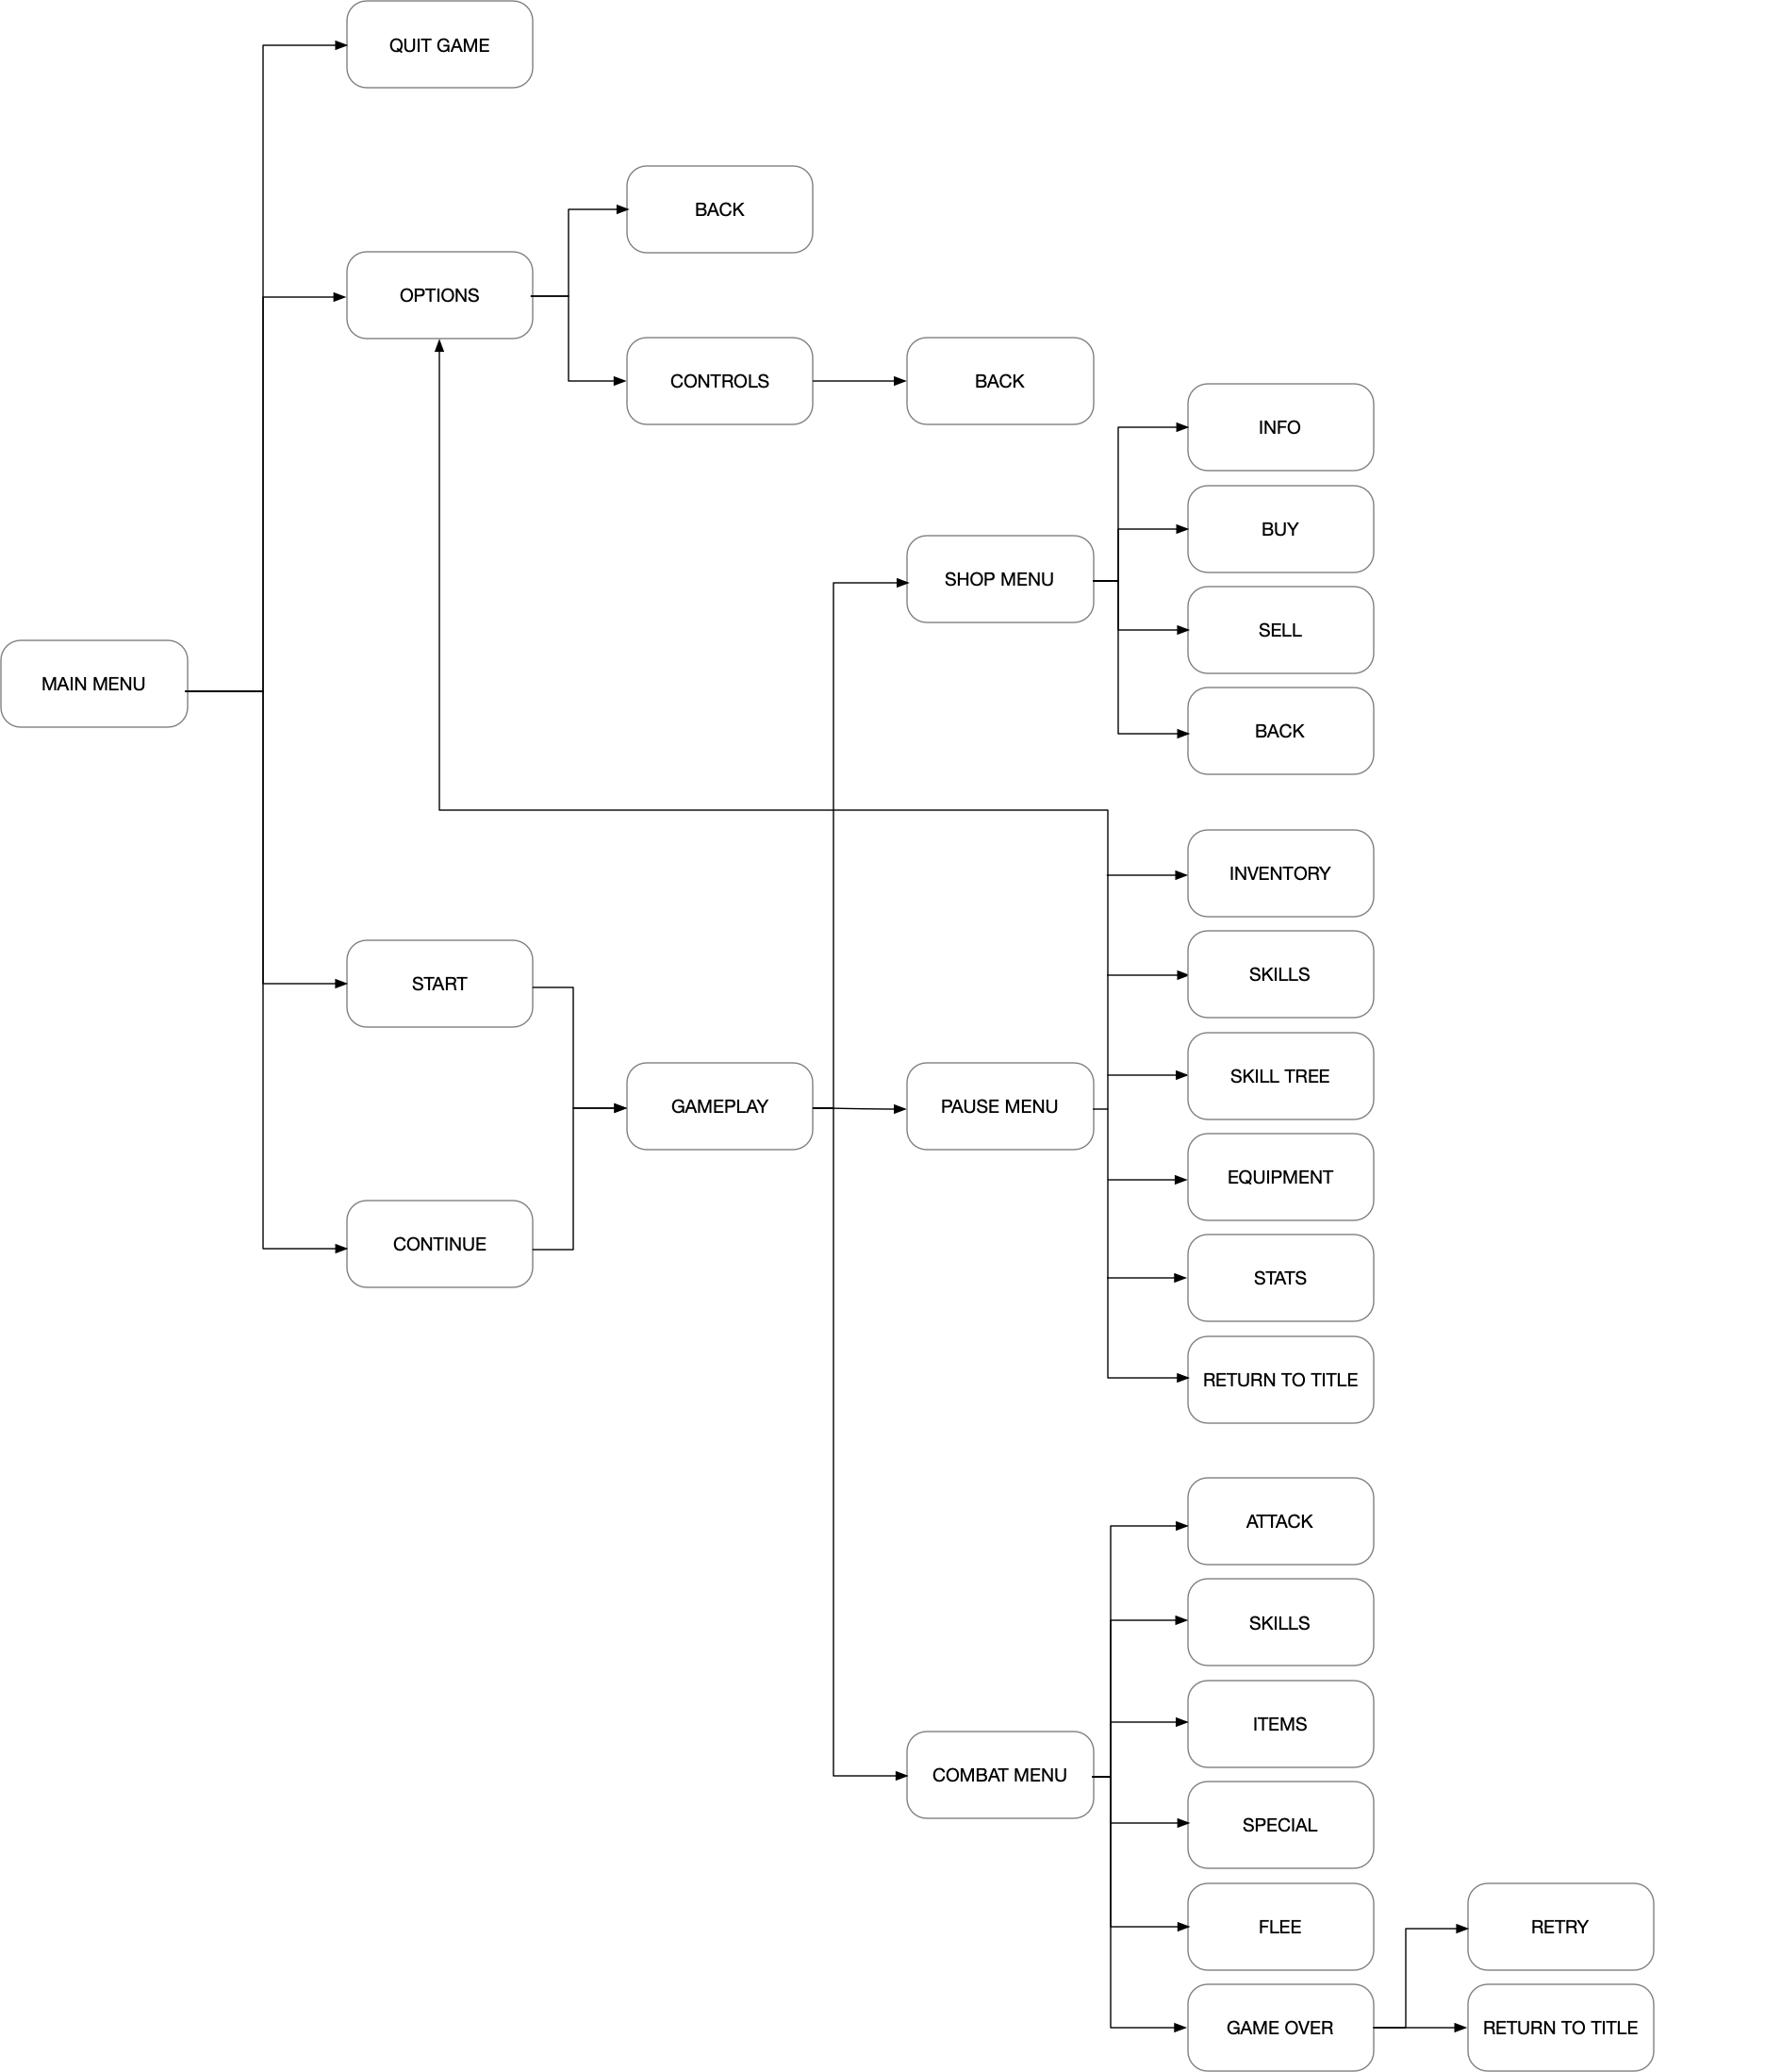 QUIT GAME
BACK
OPTIONS
CONTROLS
BACK
INFO
BUY
SHOP MENU
SELL
MAIN MENU
BACK
INVENTORY
SKILLS
START
SKILL TREE
GAMEPLAY
PAUSE MENU
EQUIPMENT
CONTINUE
STATS
RETURN TO TITLE
ATTACK
SKILLS
ITEMS
COMBAT MENU
SPECIAL
FLEE
RETRY
GAME OVER
RETURN TO TITLE